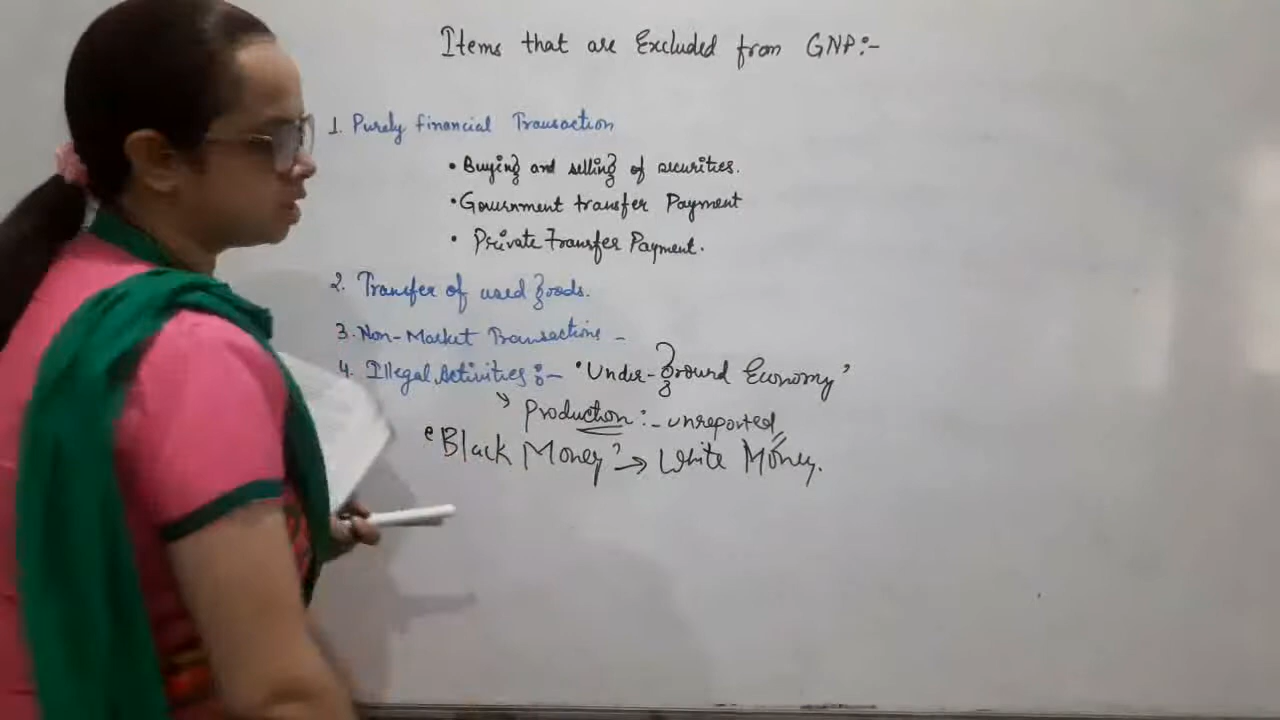 Items that are Excluded from GNP:-
1. Purely financial Transaction
• Buying and selling of securities.
• Government transfer Payment
• Private Transfer Payment.
2. Transfer of used goods.
3. Non-Market Transactions -
4. Illegal Activities :- 'Under-ground Economy'
Production :- unreported
"Black Money" → White Money.